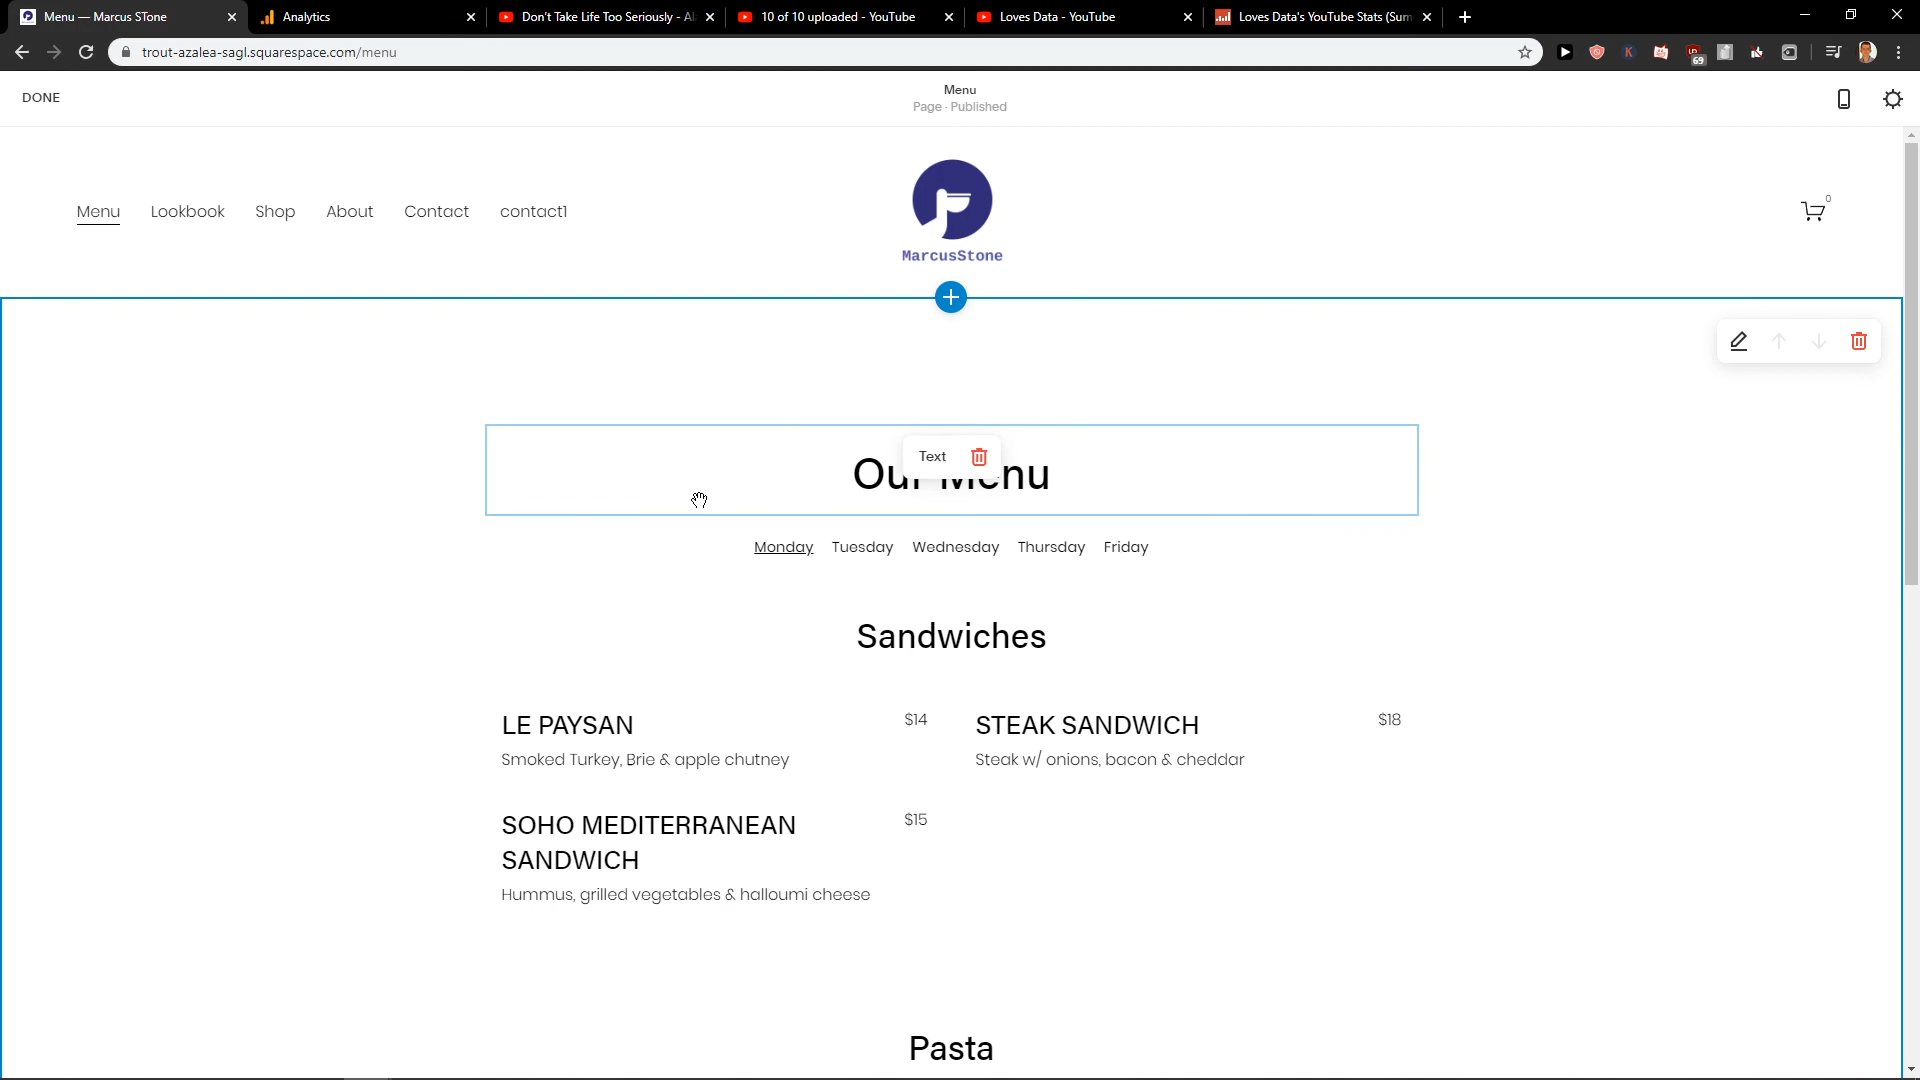 Menu — Marcus STone
Analytics
Don't Take Life Too Seriously - Al
10 of 10 uploaded - YouTube
Loves Data - YouTube
Loves Data's YouTube Stats (Sum
trout-azalea-sagl.squarespace.com/menu
K
69
DONE
Menu
Page · Published
Menu Lookbook Shop About Contact contact1
MarcusStone
0
Text
Our Menu
Monday Tuesday Wednesday Thursday Friday
Sandwiches
LE PAYSAN $14
Smoked Turkey, Brie & apple chutney
STEAK SANDWICH $18
Steak w/ onions, bacon & cheddar
SOHO MEDITERRANEAN $15
SANDWICH
Hummus, grilled vegetables & halloumi cheese
Pasta